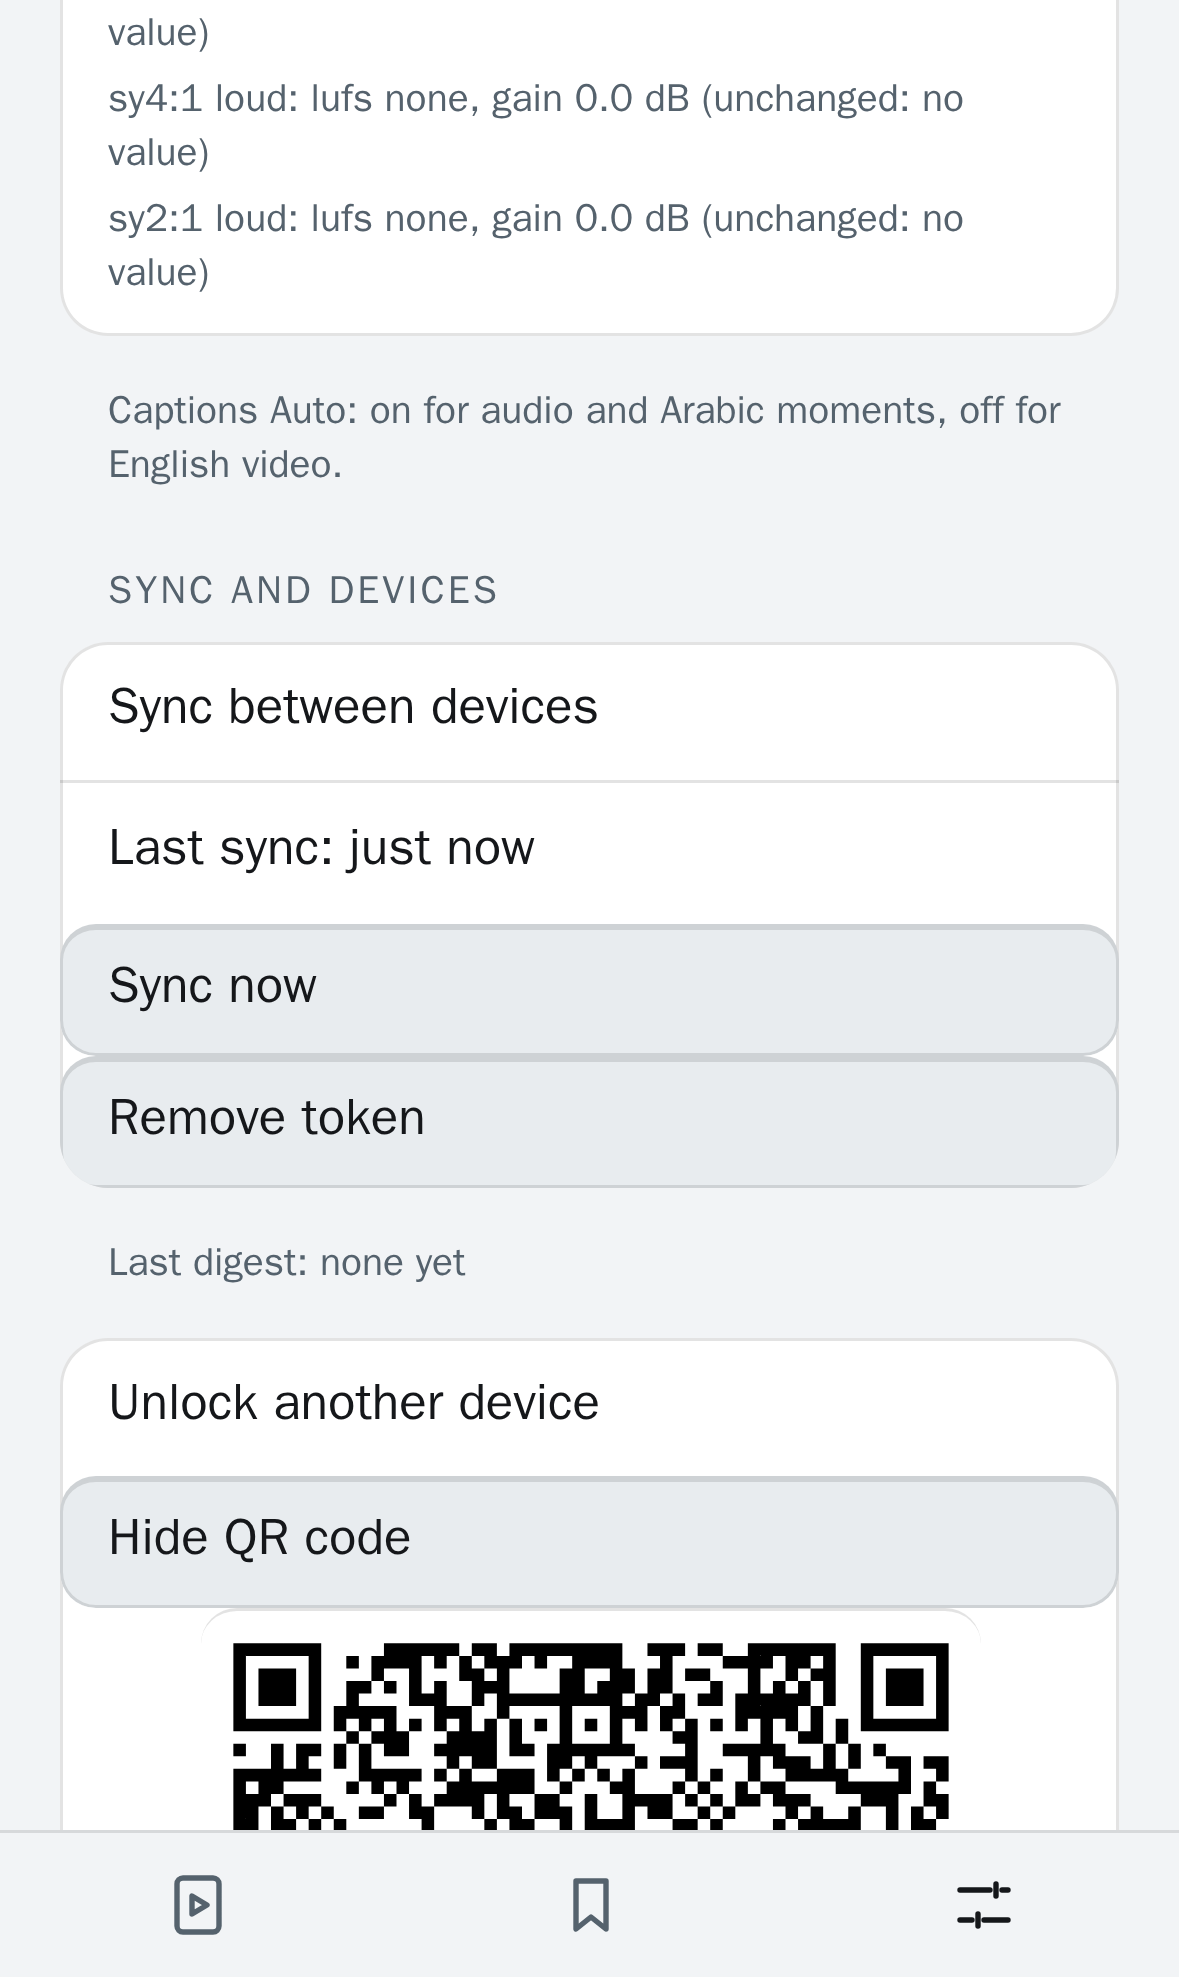 value)
sy4:1 loud: lufs none, gain 0.0 dB (unchanged: no
value)
sy2:1 loud: lufs none, gain 0.0 dB (unchanged: no
value)
Captions Auto: on for audio and Arabic moments, off for
English video.
SYNC AND DEVICES
Sync between devices
Last sync: just now
Sync now
Remove token
Last digest: none yet
Unlock another device
Hide QR code